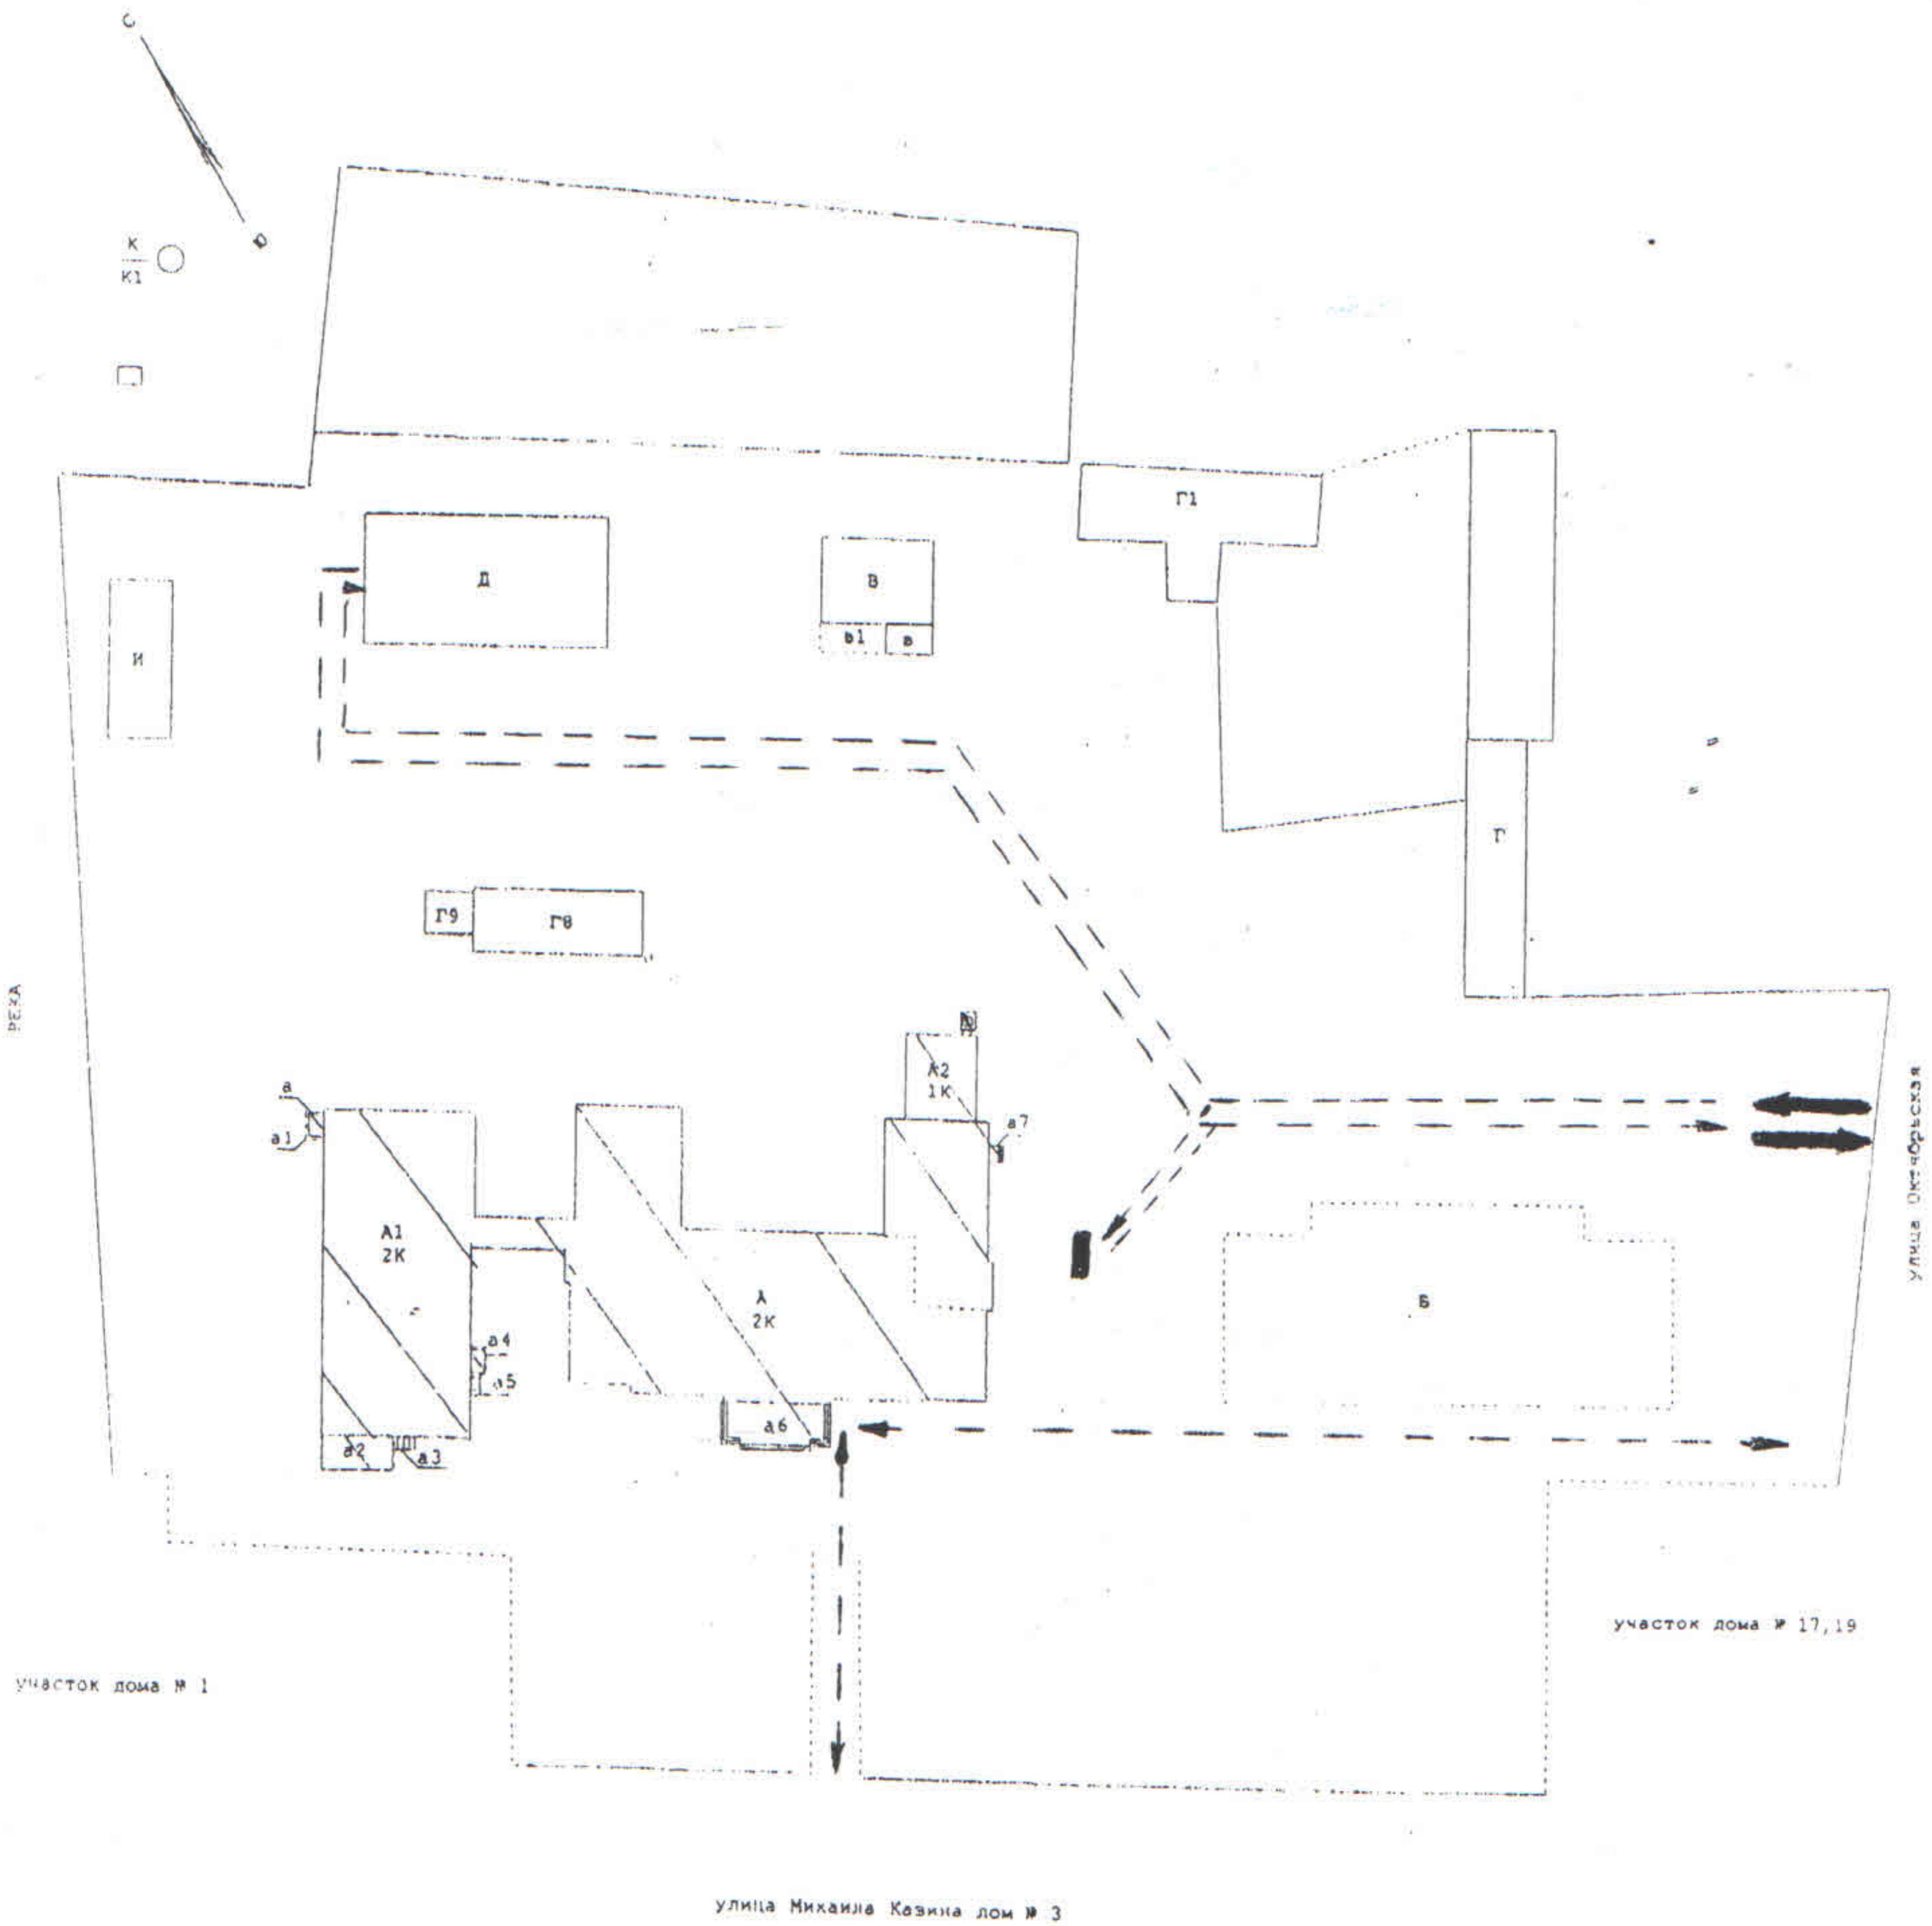 С
Ю
К
К1
Г1
Д
В
в1
в
И
Г
Г9
Г8
РЕКА
А2
1К
а
а1
а7
улица Октябрьская
А1
2К
А
2К
Б
а4
а5
а6
а2
а3
участок дома № 17,19
участок дома № 1
улица Михаила Казина дом № 3